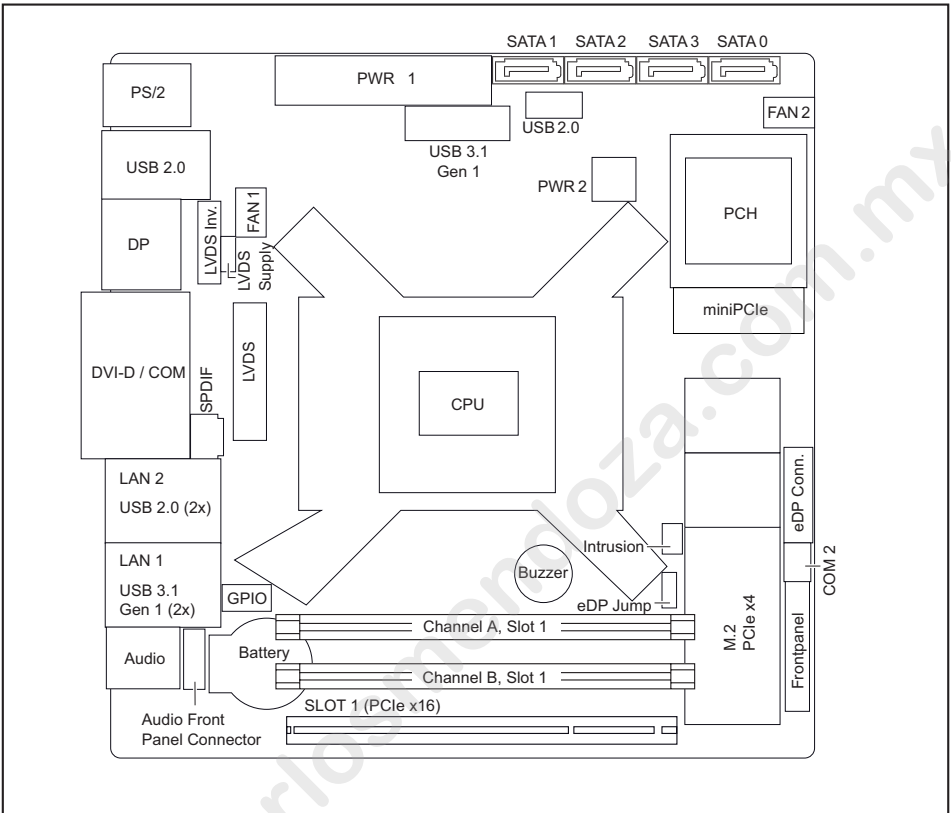 SATA 1 SATA 2 SATA 3 SATA 0
PWR 1
PS/2
USB 2.0
FAN 2
USB 3.1
Gen 1
USB 2.0
PWR 2
PCH
LVDS Inv.
FAN 1
LVDS
Supply
DP
miniPCIe
DVI-D / COM
SPDIF
LVDS
CPU
LAN 2
USB 2.0 (2x)
eDP Conn.
Intrusion
COM 2
LAN 1
USB 3.1
Gen 1 (2x)
Buzzer
eDP Jump
GPIO
M.2
PCIe x4
Frontpanel
Channel A, Slot 1
Audio
Battery
Channel B, Slot 1
SLOT 1 (PCIe x16)
Audio Front
Panel Connector
rlosmendoza.com.mx